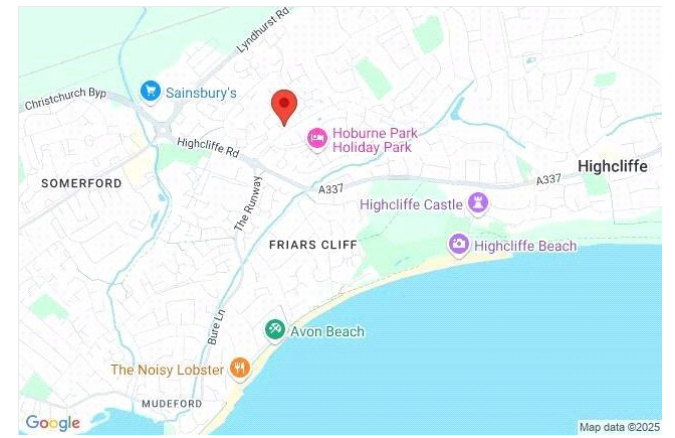 Lyndhurst Rd
Sainsbury's
Christchurch Byp
Hoburne Park
Holiday Park
Highcliffe Rd
Highcliffe
SOMERFORD
A337
A337
The Runway
Highcliffe Castle
FRIARS CLIFF
Highcliffe Beach
Bure Ln
Avon Beach
The Noisy Lobster
MUDEFORD
Google
Map data ©2025